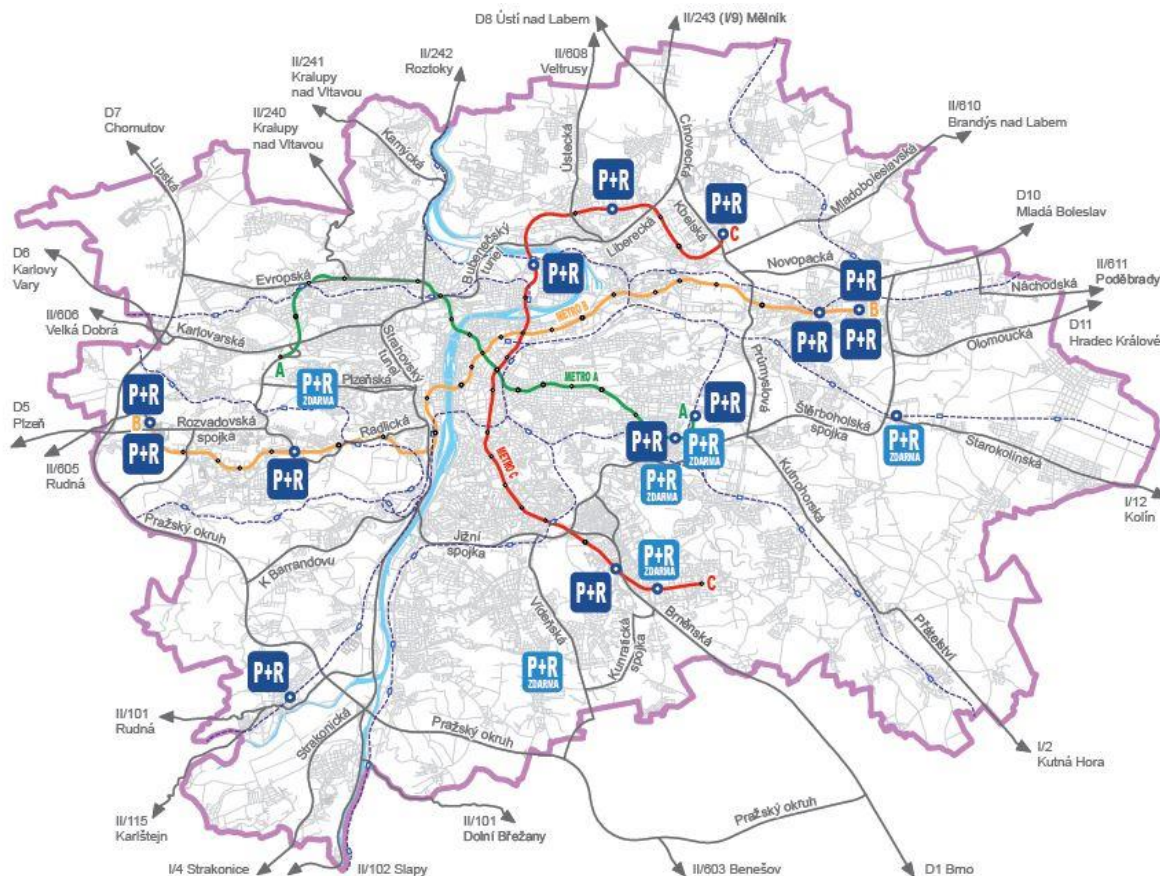 D8 Ústí nad Labem
II/243 (I/9) Mělník
II/242
Roztoky
II/608
Veltrusy
II/241
Kralupy
nad Vltavou
II/240
Kralupy
nad Vltavou
D7
Chomutov
II/610
Brandýs nad Labem
Lipská
Kamýcká
Ústecká
Cínovecká
Mladoboleslavská
P+R
P+R
Kbelská
C
D10
Mladá Boleslav
D6
Karlovy
Vary
Evropská
Bubenečský
tunel
Liberecká
P+R
Novopacká
P+R
Náchodská
II/611
Poděbrady
II/606
Velká Dobrá
Karlovarská
METRO B
B
P+R
P+R
Olomoucká
D11
Hradec Králové
A
Strahovský
tunel
P+R
ZDARMA
Plzeňská
METRO A
Průmyslová
D5
Plzeň
P+R
B
P+R
Rozvadovská
spojka
Radlická
P+R
A
P+R
P+R
P+R
ZDARMA
Štěrboholská
spojka
P+R
ZDARMA
Starokolínská
II/605
Rudná
METRO C
P+R
ZDARMA
Kutnohorská
I/12
Kolín
Pražský okruh
K Barrandovu
Jižní
spojka
P+R
P+R
ZDARMA
C
Vídeňská
Brněnská
Kunratická
spojka
Přátelství
P+R
P+R
ZDARMA
II/101
Rudná
Strakonická
Pražský okruh
I/2
Kutná Hora
II/115
Karlštejn
II/101
Dolní Břežany
Pražský okruh
I/4 Strakonice
II/102 Slapy
II/603 Benešov
D1 Brno